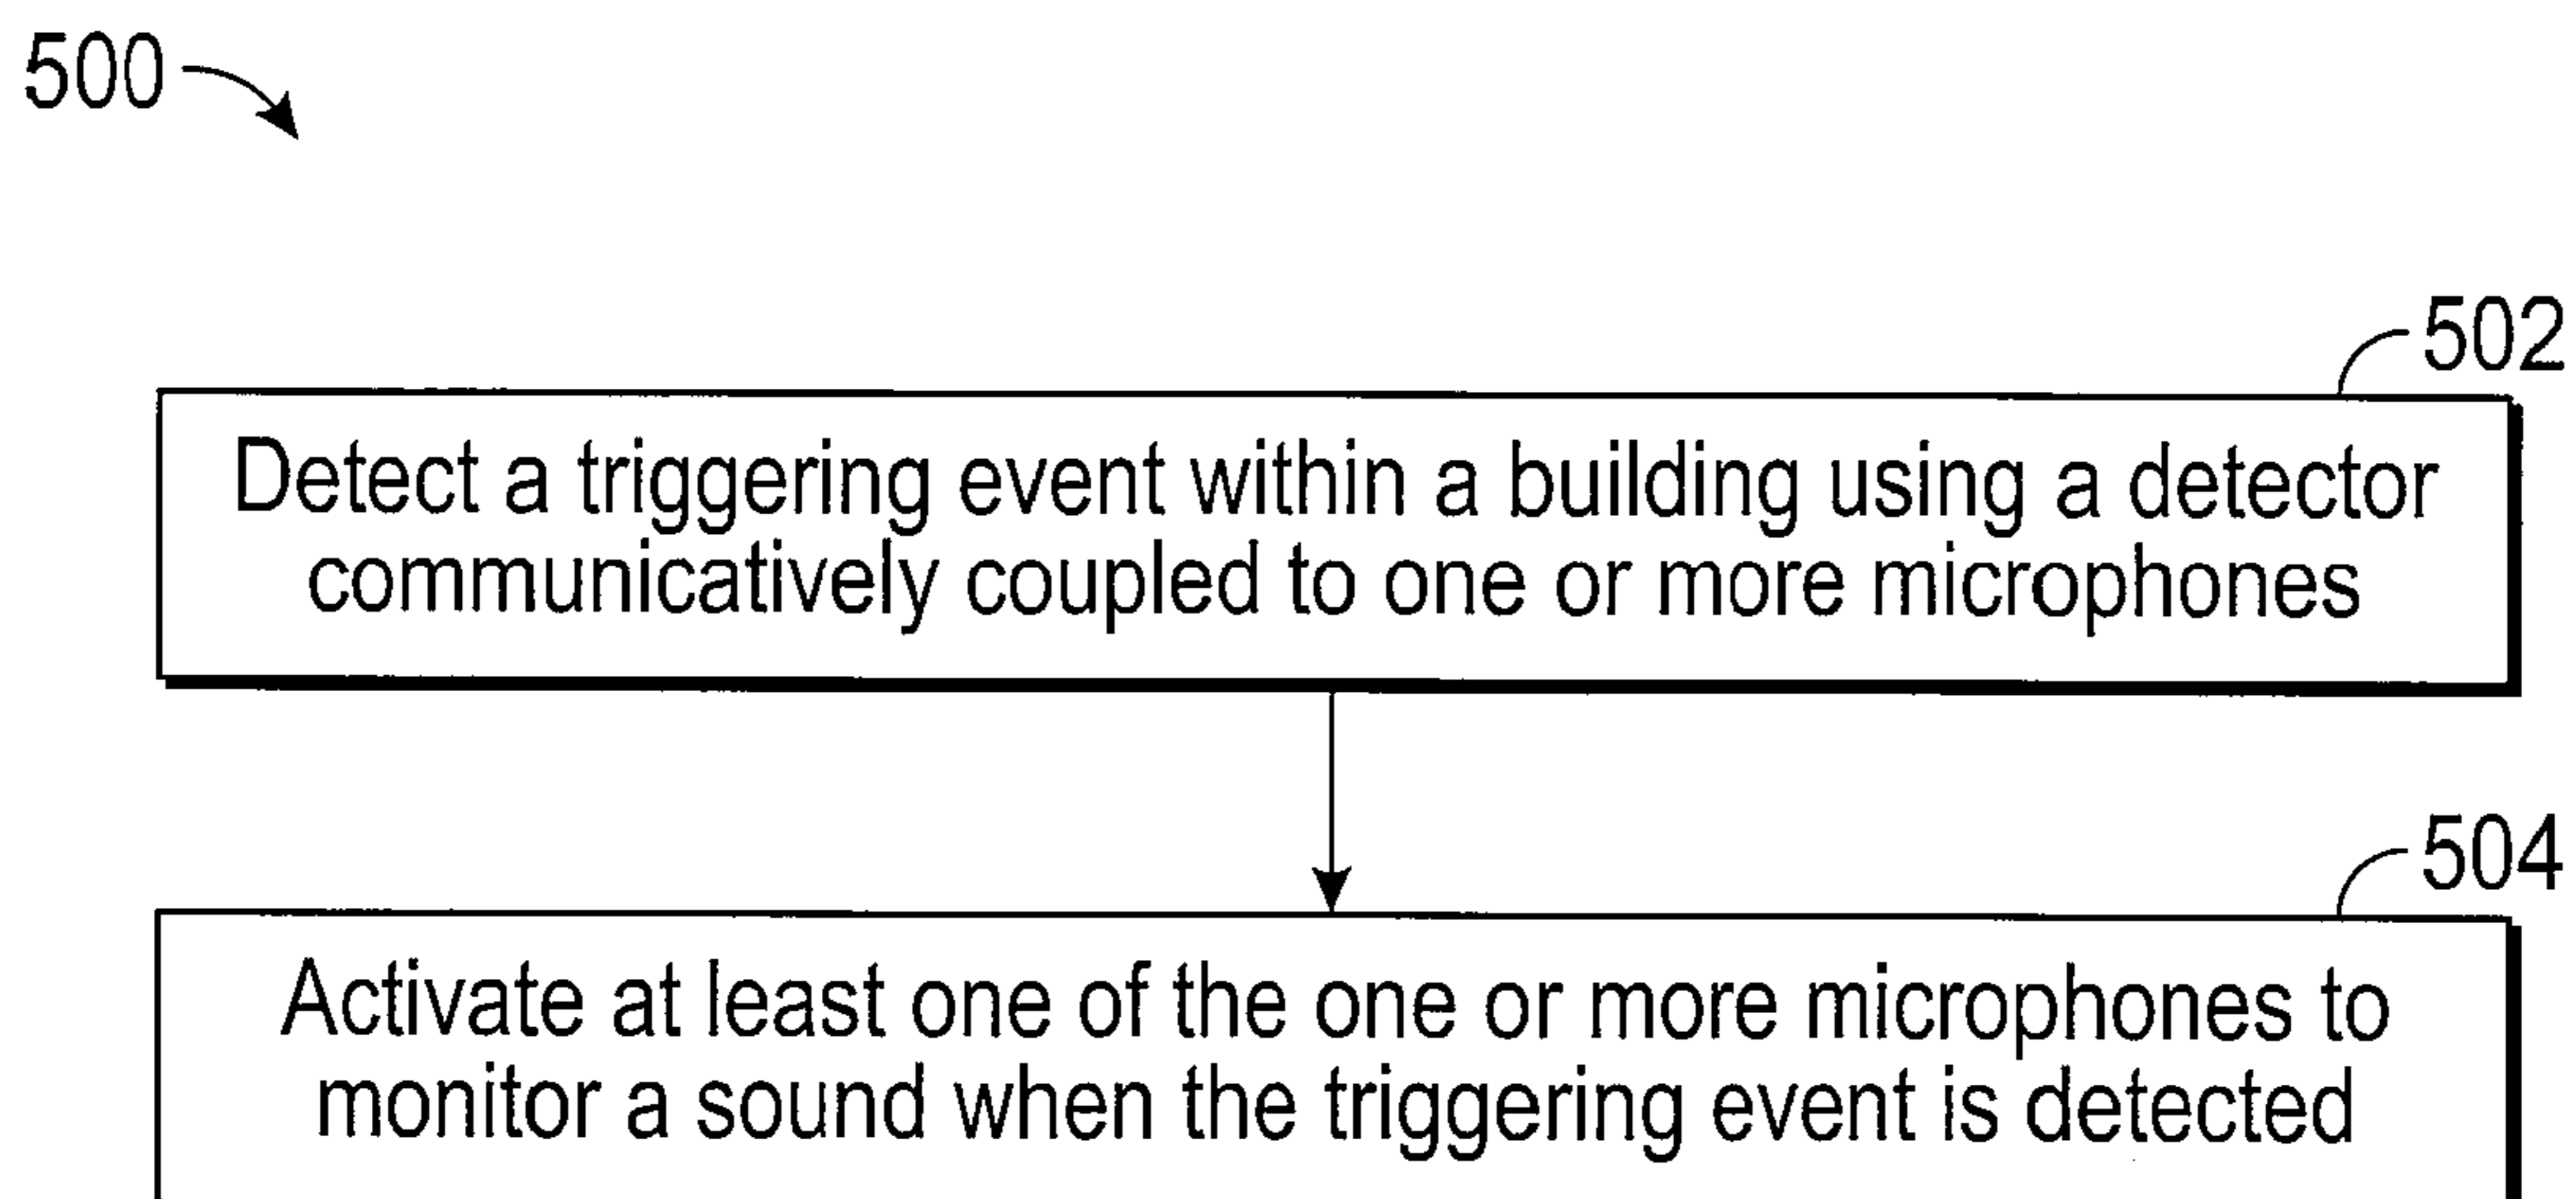 500
502
Detect a triggering event within a building using a detector
communicatively coupled to one or more microphones
504
Activate at least one of the one or more microphones to
monitor a sound when the triggering event is detected